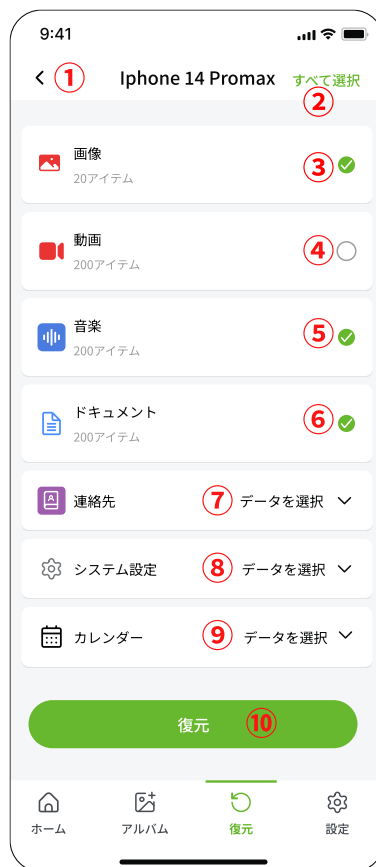 9:41
① Iphone 14 Promax すべて選択
②
画像
20アイテム
③
動画
200アイテム
④
音楽
200アイテム
⑤
ドキュメント
200アイテム
⑥
連絡先 ⑦ データを選択
システム設定 ⑧ データを選択
カレンダー ⑨ データを選択
復元 ⑩
ホーム アルバム 復元 設定